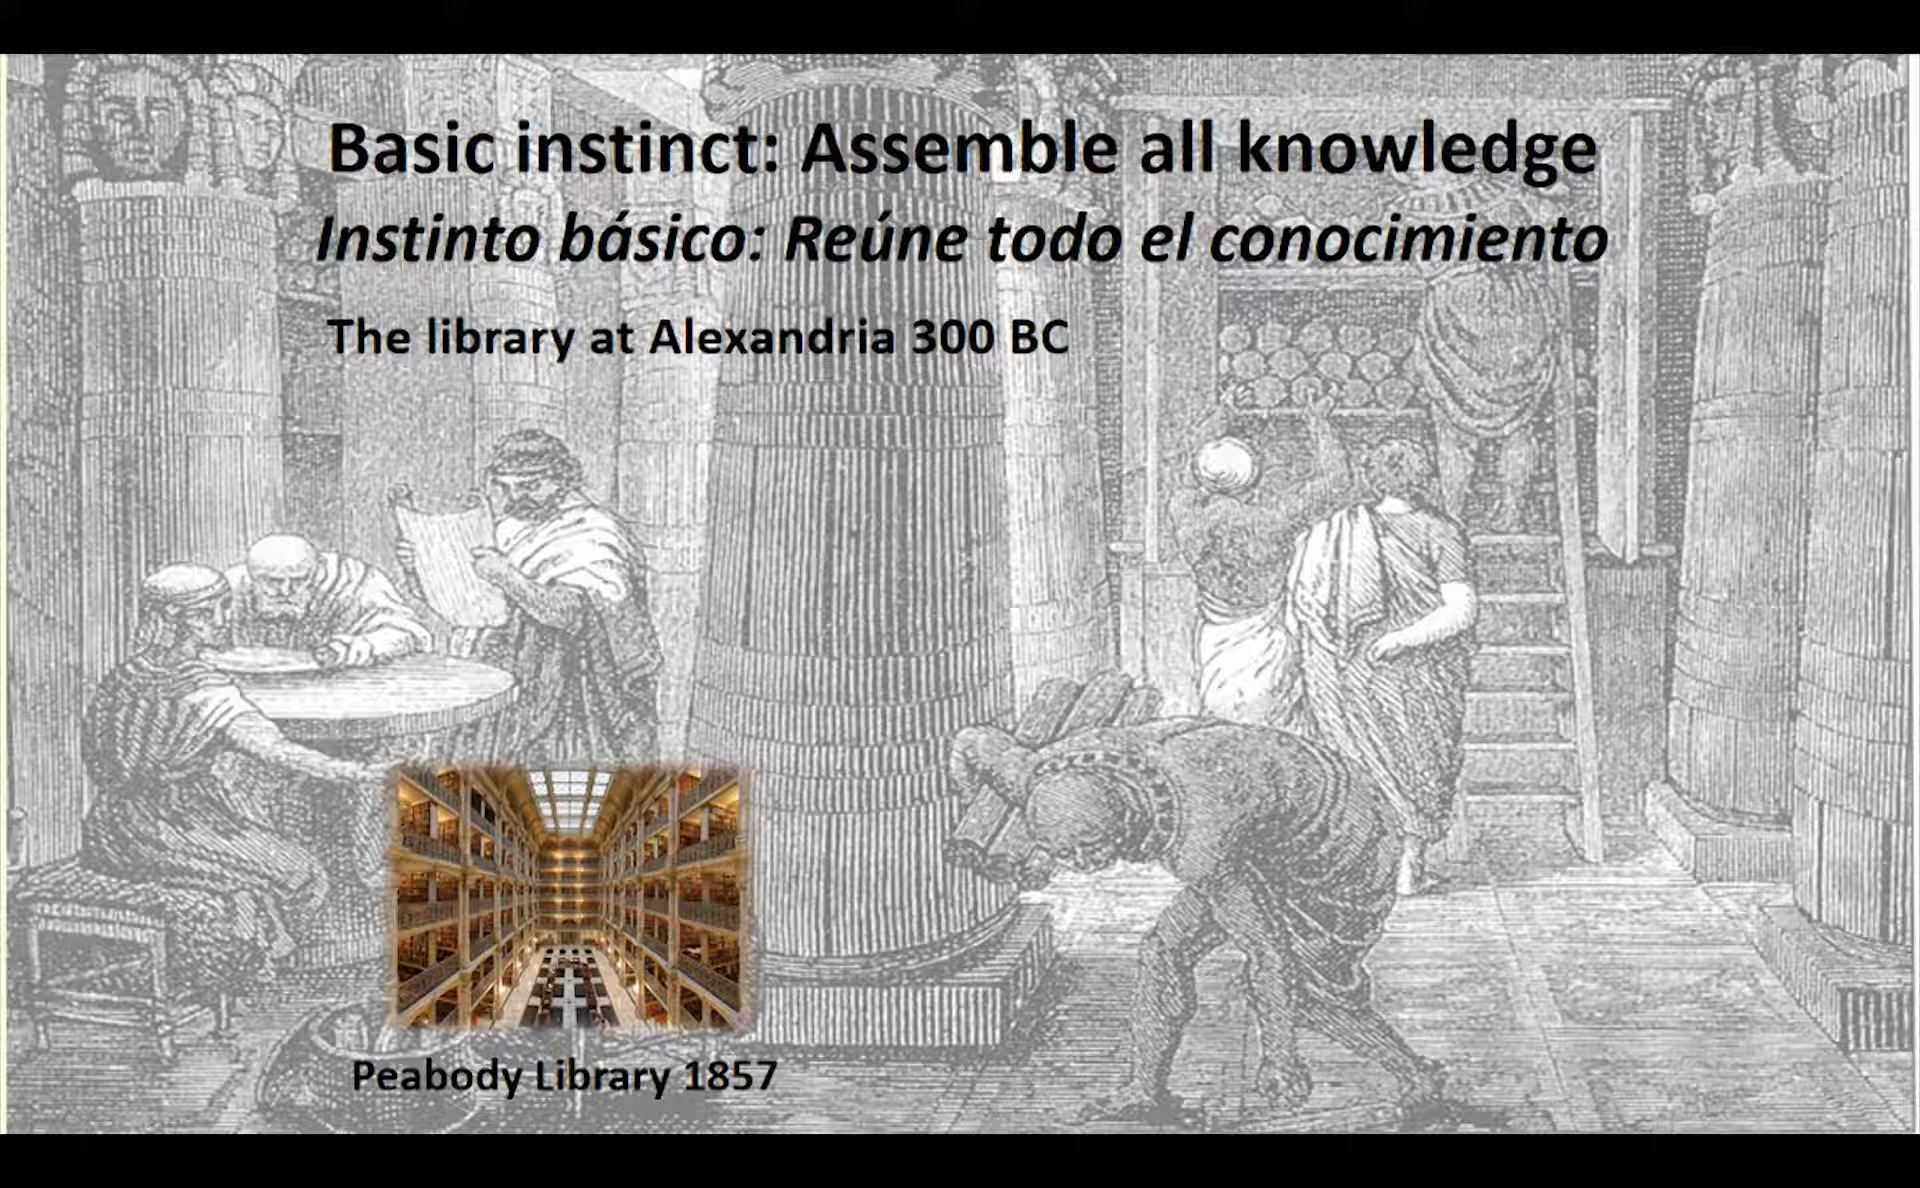 Basic instinct: Assemble all knowledge
Instinto básico: Reúne todo el conocimiento
The library at Alexandria 300 BC
Peabody Library 1857